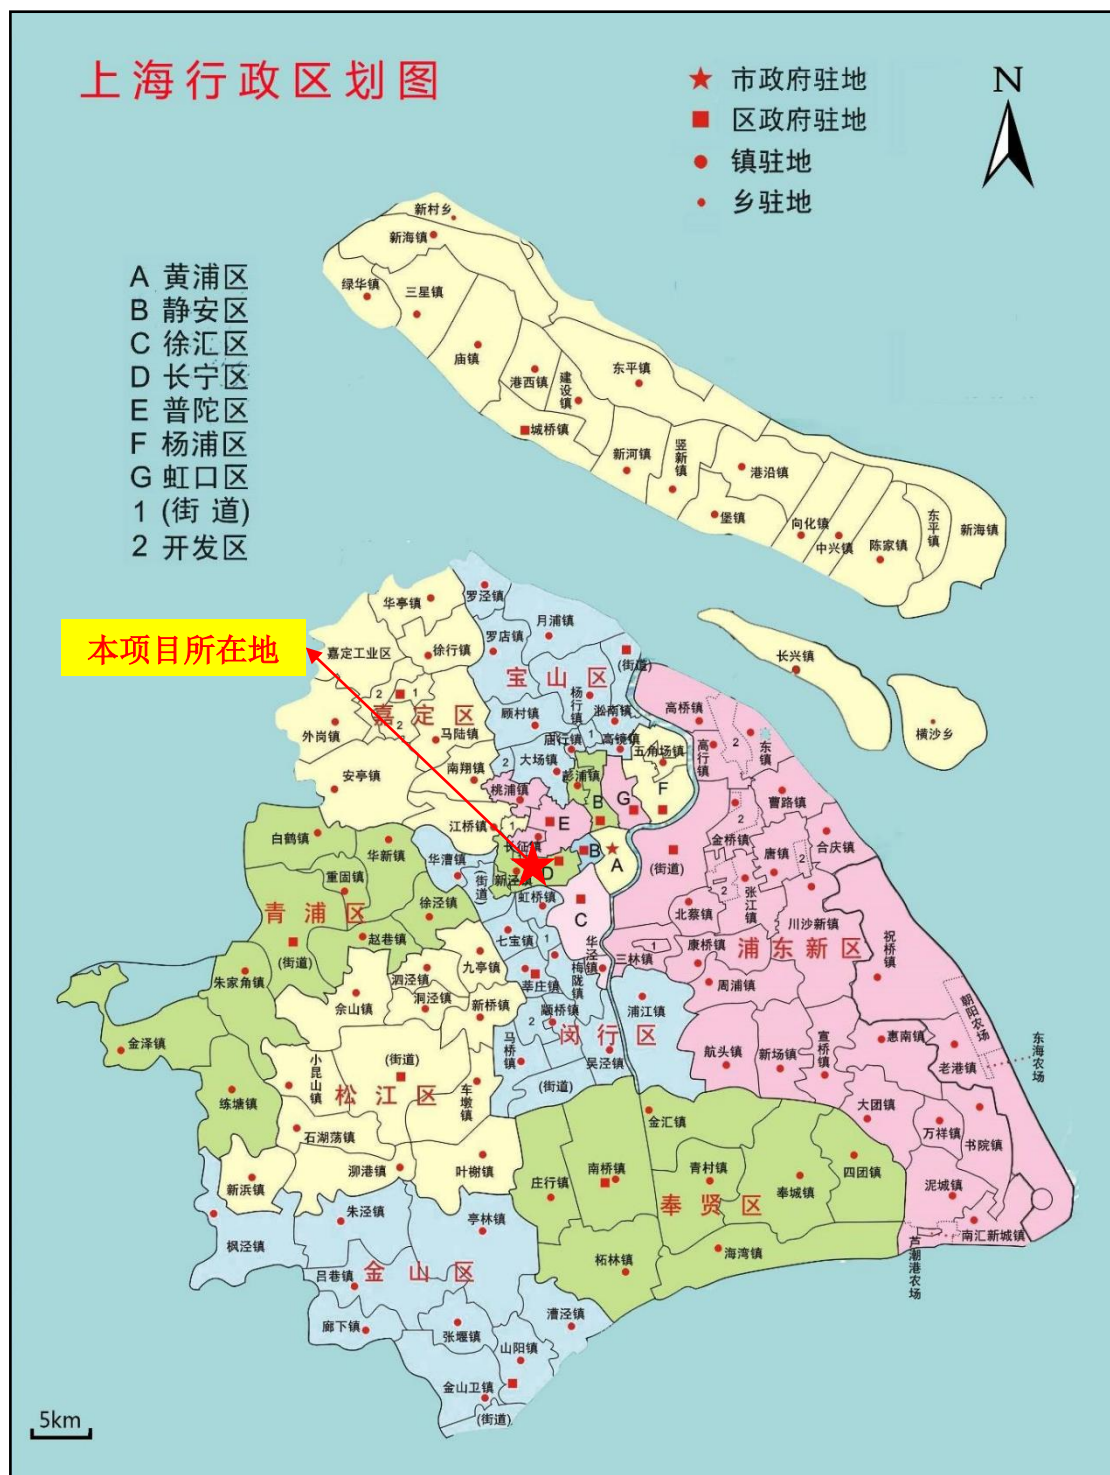 上海行政区划图
市政府驻地
区政府驻地
镇驻地
乡驻地
N
A 黄浦区
B 静安区
C 徐汇区
D 长宁区
E 普陀区
F 杨浦区
G 虹口区
1 (街 道)
2 开发区
新村乡
新海镇
绿华镇
三星镇
庙镇
港西镇
建设镇
东平镇
城桥镇
新河镇
竖新镇
港沿镇
堡镇
向化镇
中兴镇
陈家镇
东平镇
新海镇
长兴镇
横沙乡
本项目所在地
华亭镇
嘉定工业区
徐行镇
2
1
2
嘉定区
外岗镇
马陆镇
安亭镇
南翔镇
江桥镇
1
罗泾镇
罗店镇
月浦镇
(街道)
宝山区
杨行镇
顾村镇
淞南镇
庙行镇
1
高镜镇
大场镇
彭浦镇
五角场镇
桃浦镇
B
G
F
E
长征镇
B
A
D
新泾镇
C
高桥镇
高行镇
2
东镇
曹路镇
2
金桥镇
唐镇
2
合庆镇
(街道)
2
张江镇
北蔡镇
川沙新镇
1
三林镇
康桥镇
浦东新区
祝桥镇
周浦镇
朝阳农场
东海农场
航头镇
新场镇
宣桥镇
惠南镇
老港镇
大团镇
万祥镇
书院镇
泥城镇
南汇新城镇
芦潮港农场
白鹤镇
华新镇
重固镇
徐泾镇
青浦区
赵巷镇
(街道)
朱家角镇
金泽镇
练塘镇
华漕镇
(街道)
虹桥镇
七宝镇
1
华泾镇
梅陇镇
莘庄镇
颛桥镇
2
马桥镇
闵行区
浦江镇
吴泾镇
(街道)
九亭镇
泗泾镇
洞泾镇
佘山镇
新桥镇
小昆山镇
(街道)
松江区
车墩镇
石湖荡镇
泖港镇
叶榭镇
新浜镇
金汇镇
庄行镇
南桥镇
青村镇
奉城镇
四团镇
奉贤区
柘林镇
海湾镇
朱泾镇
亭林镇
枫泾镇
吕巷镇
金山区
廊下镇
张堰镇
漕泾镇
山阳镇
金山卫镇
(街道)
5km